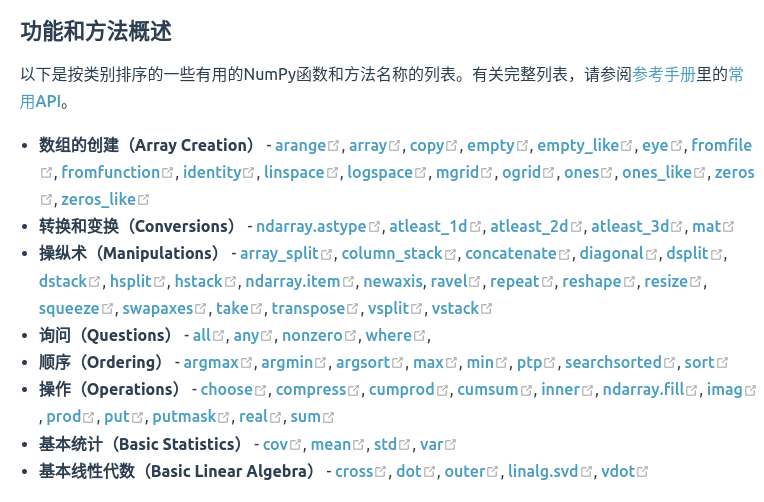 功能和方法概述
以下是按类别排序的一些有用的NumPy函数和方法名称的列表。有关完整列表，请参阅参考手册里的常
用API。
• 数组的创建（Array Creation） - arange, array, copy, empty, empty_like, eye, fromfile
, fromfunction, identity, linspace, logspace, mgrid, ogrid, ones, ones_like, zeros
, zeros_like
• 转换和变换（Conversions） - ndarray.astype, atleast_1d, atleast_2d, atleast_3d, mat
• 操纵术（Manipulations） - array_split, column_stack, concatenate, diagonal, dsplit,
dstack, hsplit, hstack, ndarray.item, newaxis, ravel, repeat, reshape, resize,
squeeze, swapaxes, take, transpose, vsplit, vstack
• 询问（Questions） - all, any, nonzero, where,
• 顺序（Ordering） - argmax, argmin, argsort, max, min, ptp, searchsorted, sort
• 操作（Operations） - choose, compress, cumprod, cumsum, inner, ndarray.fill, imag
, prod, put, putmask, real, sum
• 基本统计（Basic Statistics） - cov, mean, std, var
• 基本线性代数（Basic Linear Algebra） - cross, dot, outer, linalg.svd, vdot